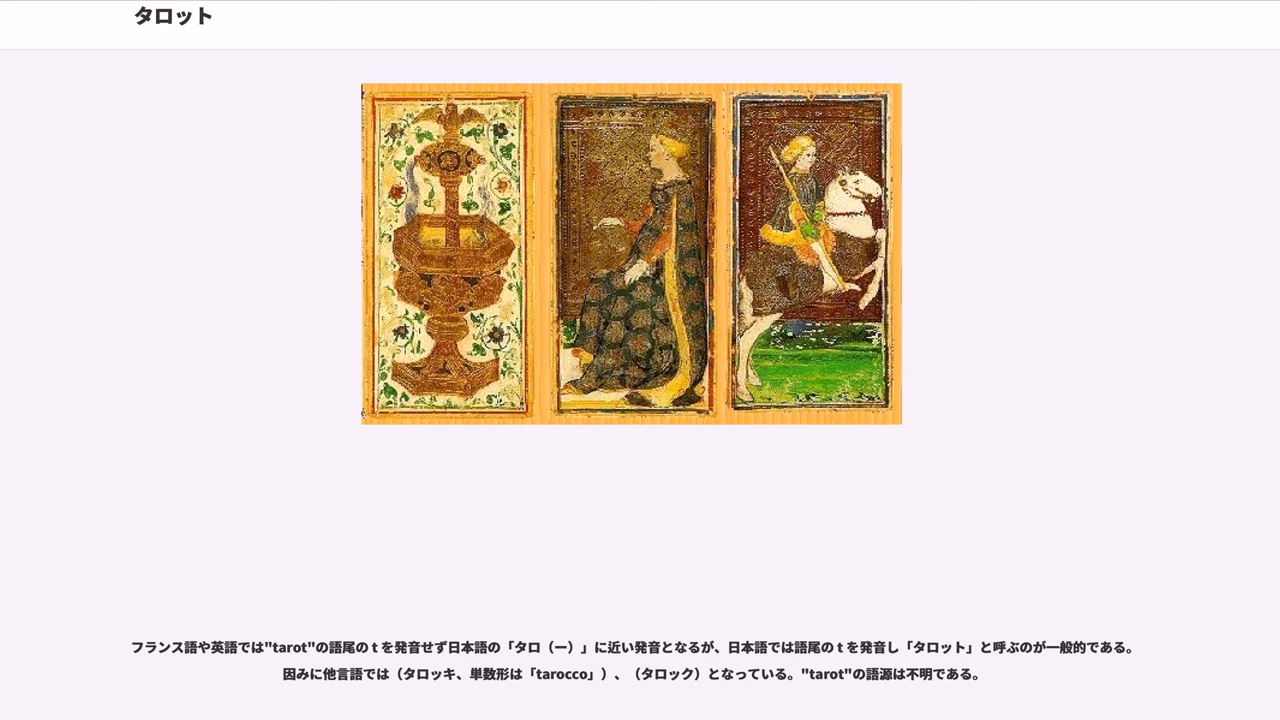 タロット
フランス語や英語では"tarot"の語尾の t を発音せず日本語の「タロ（ー）」に近い発音となるが、日本語では語尾の t を発音し「タロット」と呼ぶのが一般的である。
因みに他言語では（タロッキ、単数形は「tarocco」）、（タロック）となっている。"tarot"の語源は不明である。